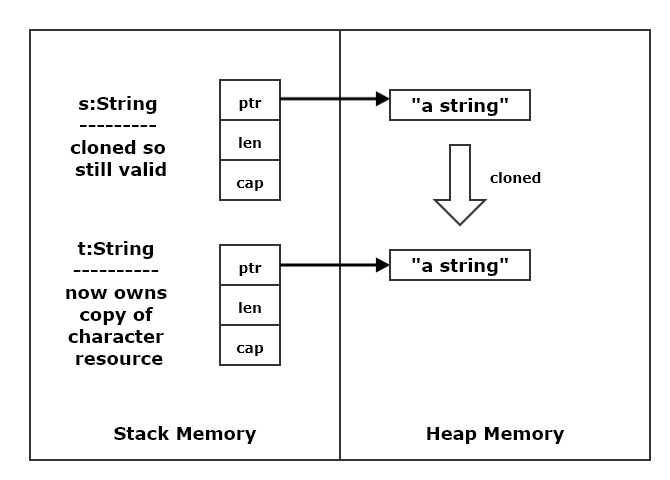 s:String
---------
cloned so
still valid
ptr
len
cap
"a string"
cloned
t:String
----------
now owns
copy of
character
resource
ptr
len
cap
"a string"
Stack Memory
Heap Memory